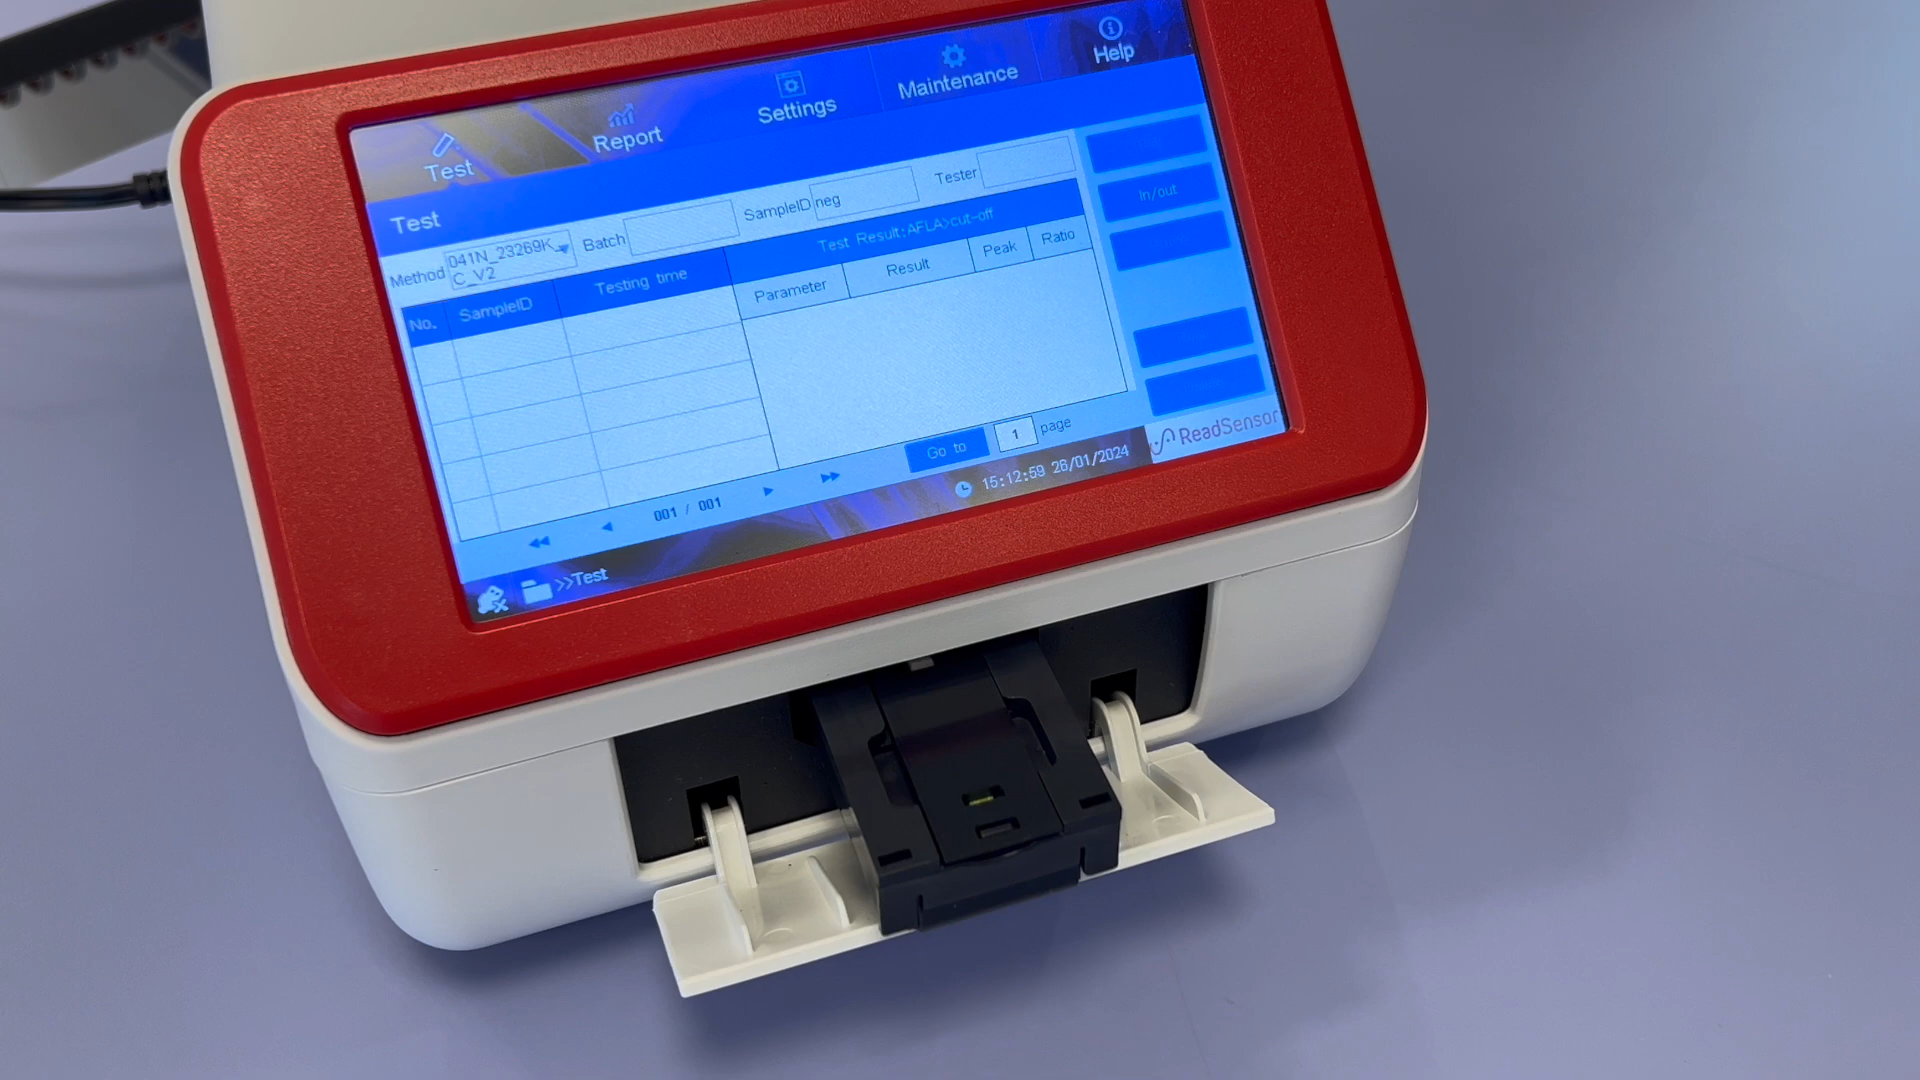 Test
Report
Settings
Maintenance
Help
Test
Method 041N_23269K_
C_V2
Batch
SampleID neg
Tester
In/out
No.
SampleID
Testing time
Test Result:AFLA>cut-off
Parameter
Result
Peak
Ratio
001 / 001
Go to 1 page
15:12:59 26/01/2024
ReadSensor
>>Test